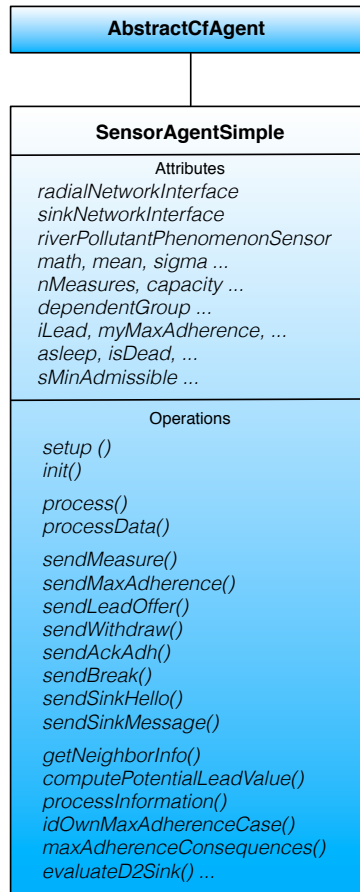 AbstractCfAgent
SensorAgentSimple
Attributes
radialNetworkInterface
sinkNetworkInterface
riverPollutantPhenomenonSensor
math, mean, sigma ...
nMeasures, capacity ...
dependentGroup ...
iLead, myMaxAdherence, ...
asleep, isDead, ...
sMinAdmissible ...
Operations
setup ()
init()
process()
processData()
sendMeasure()
sendMaxAdherence()
sendLeadOffer()
sendWithdraw()
sendAckAdh()
sendBreak()
sendSinkHello()
sendSinkMessage()
getNeighborInfo()
computePotentialLeadValue()
processInformation()
idOwnMaxAdherenceCase()
maxAdherenceConsequences()
evaluateD2Sink() ...